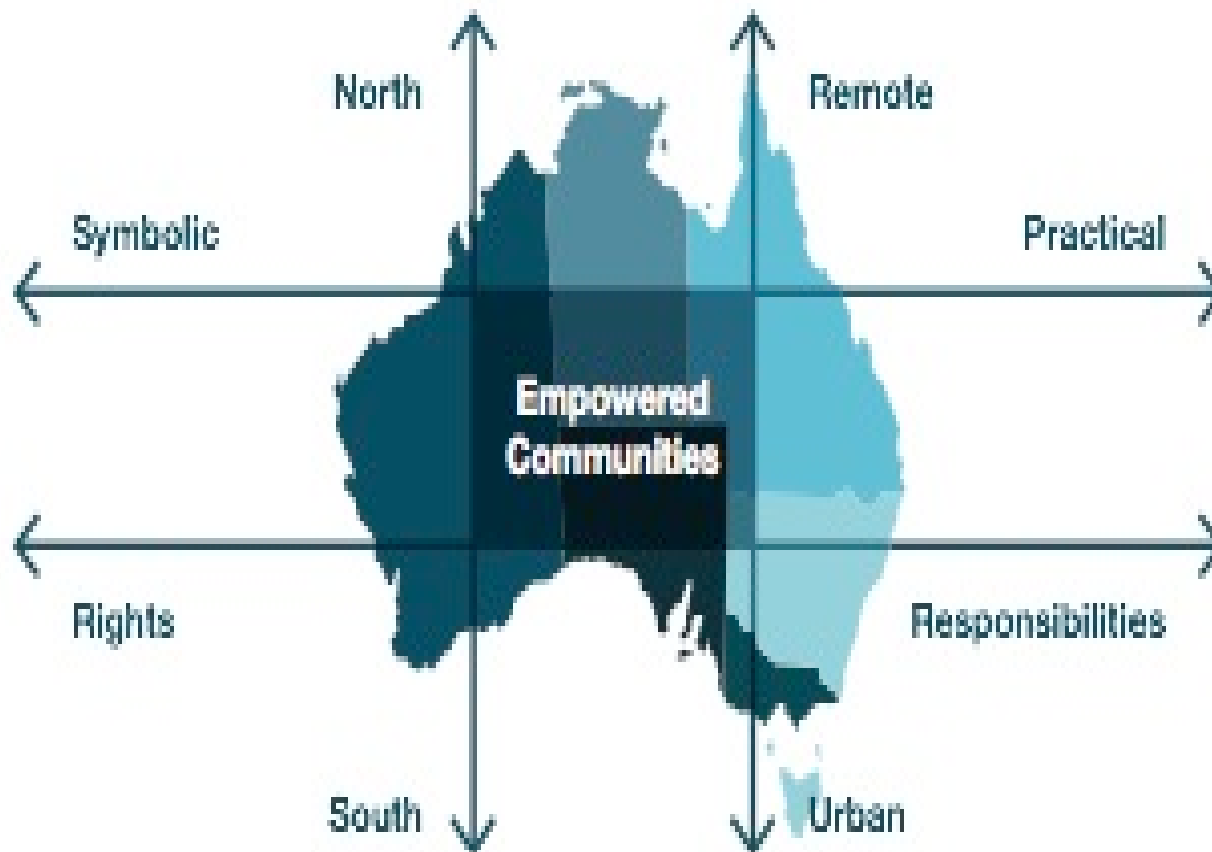 North
Remote
Symbolic
Practical
Empowered
Communities
Rights
Responsibilities
South
Urban